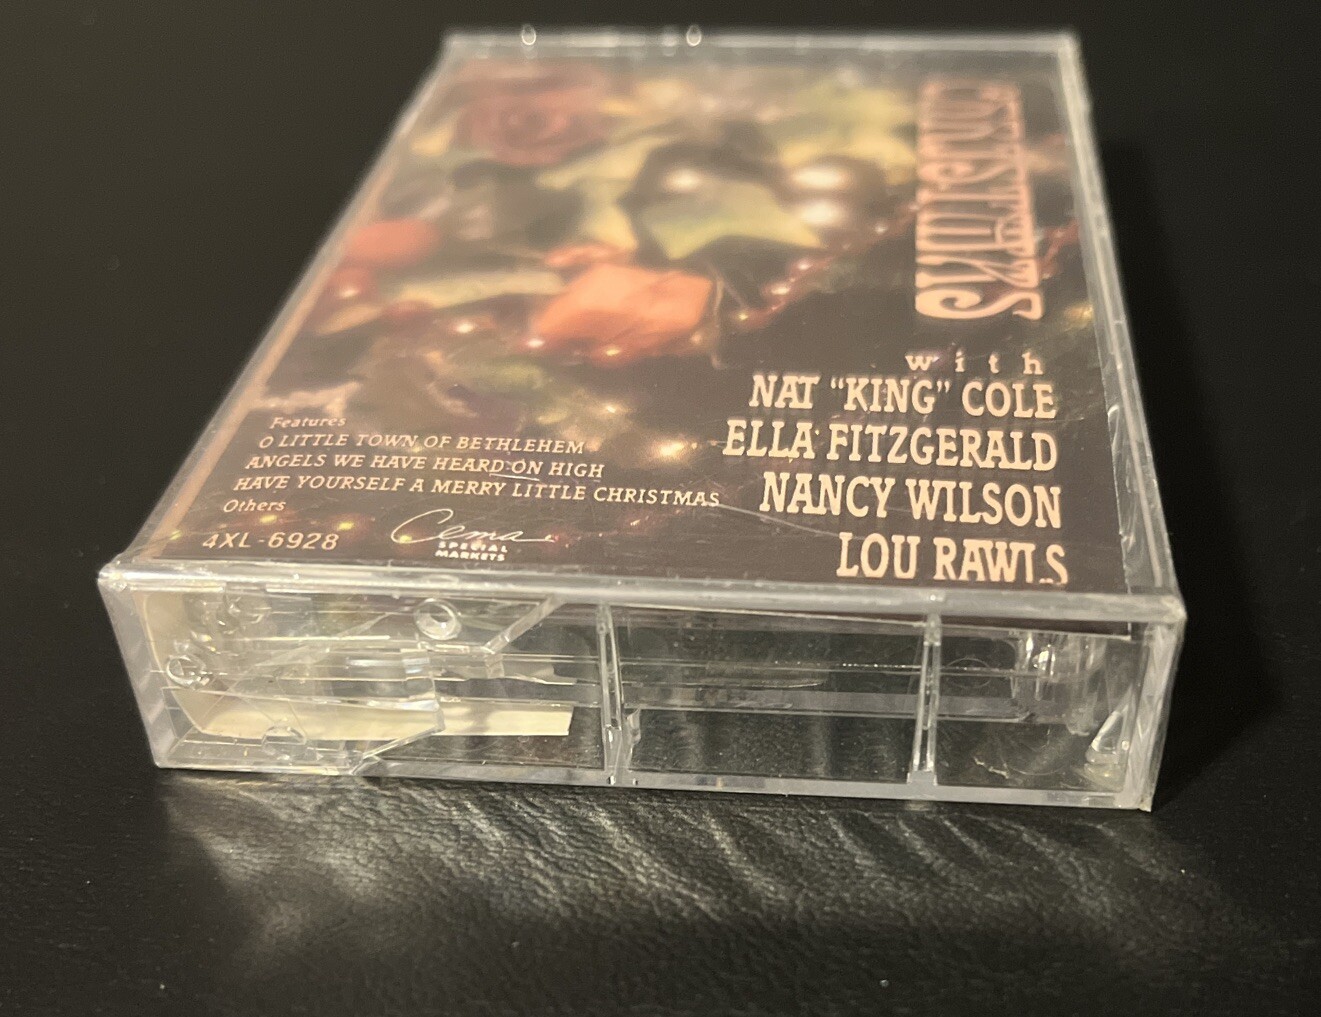 CHRISTMAS
with
NAT "KING" COLE
ELLA FITZGERALD
NANCY WILSON
LOU RAWLS
Features
O LITTLE TOWN OF BETHLEHEM
ANGELS WE HAVE HEARD ON HIGH
HAVE YOURSELF A MERRY LITTLE CHRISTMAS
Others
4XL-6928
Cema
SPECIAL
MARKETS